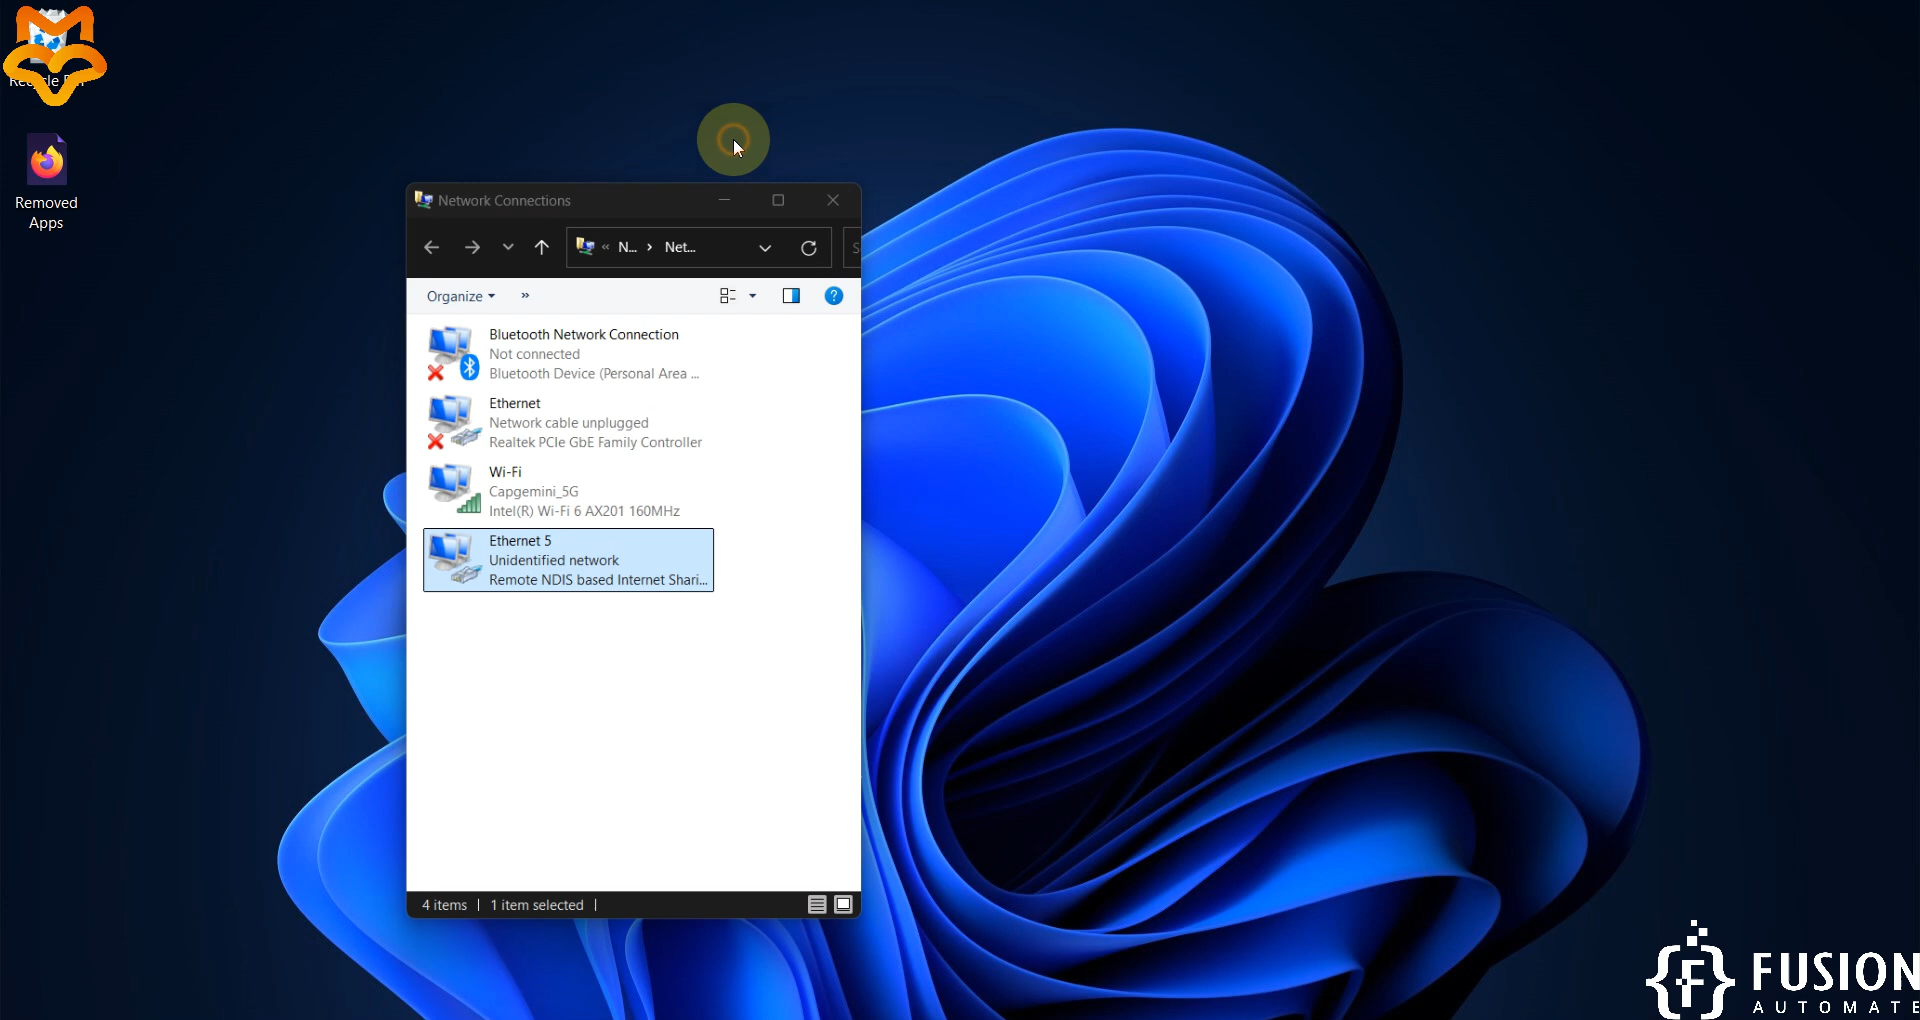 Removed
Apps
Network Connections
« N... › Net...
Organize »
Bluetooth Network Connection
Not connected
Bluetooth Device (Personal Area ...
Ethernet
Network cable unplugged
Realtek PCIe GbE Family Controller
Wi-Fi
Capgemini_5G
Intel(R) Wi-Fi 6 AX201 160MHz
Ethernet 5
Unidentified network
Remote NDIS based Internet Shari...
4 items | 1 item selected |
FUSION
AUTOMATE